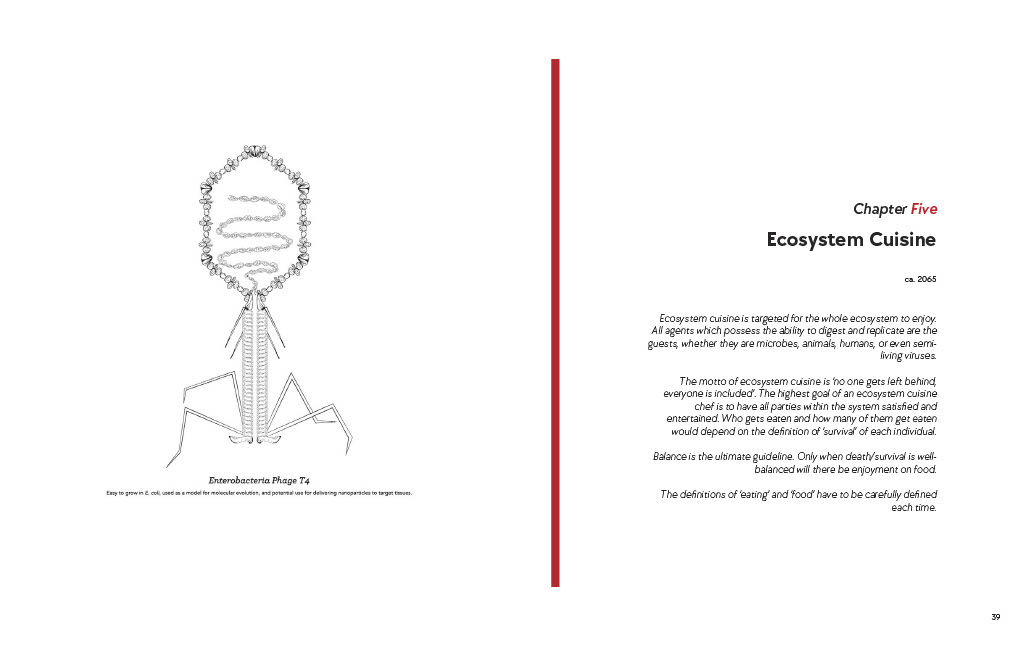 Enterobacteria Phage T4
Easy to grow in E. coli, used as a model for molecular evolution, and potential use for delivering nanoparticles to target tissues.
Chapter Five
Ecosystem Cuisine
ca. 2065
Ecosystem cuisine is targeted for the whole ecosystem to enjoy.
All agents which possess the ability to digest and replicate are the
guests, whether they are microbes, animals, humans, or even semi-
living viruses.
The motto of ecosystem cuisine is 'no one gets left behind,
everyone is included'. The highest goal of an ecosystem cuisine
chef is to have all parties within the system satisfied and
entertained. Who gets eaten and how many of them get eaten
would depend on the definition of 'survival' of each individual.
Balance is the ultimate guideline. Only when death/survival is well-
balanced will there be enjoyment on food.
The definitions of 'eating' and 'food' have to be carefully defined
each time.
39